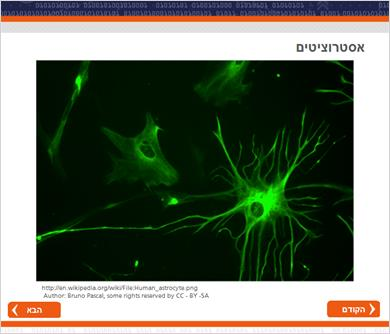 אסטרוציטים
http://en.wikipedia.org/wiki/File:Human_astrocyte.png
Author: Bruno Pascal, some rights reserved by CC - BY -SA
הקודם
הבא